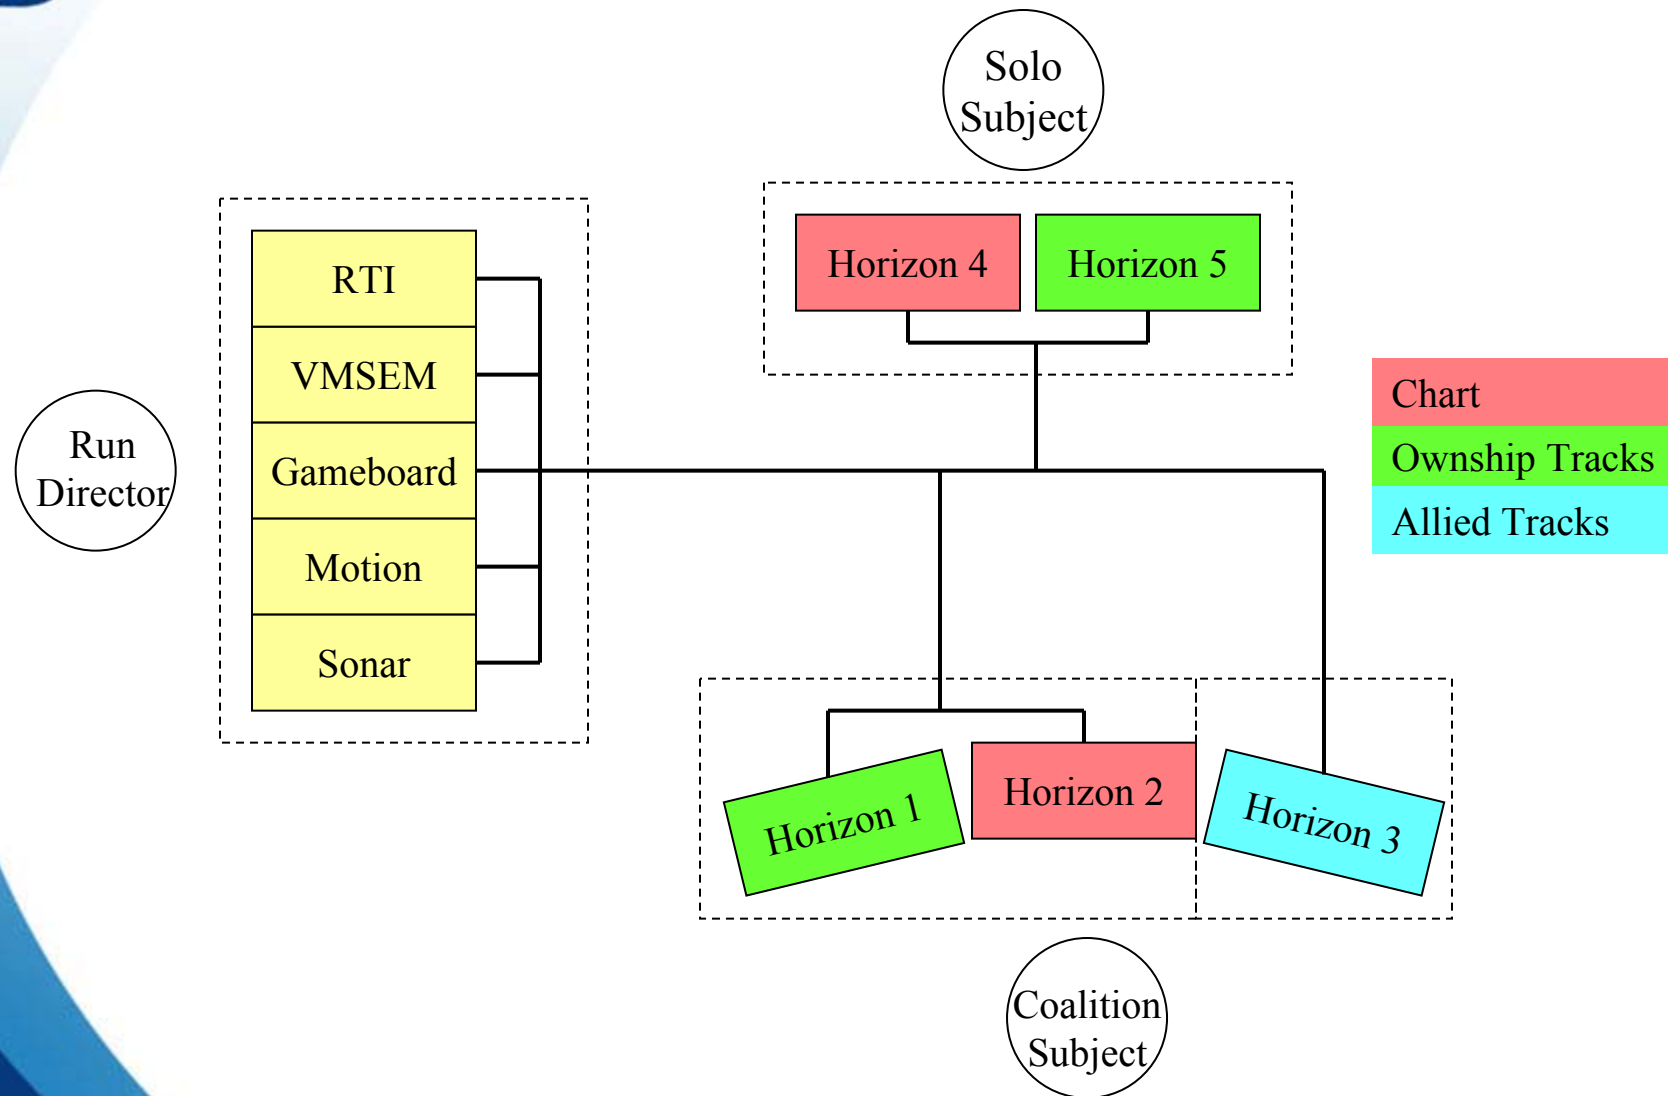 Solo
Subject
Horizon 4
Horizon 5
RTI
VMSEM
Gameboard
Motion
Sonar
Run
Director
Chart
Ownship Tracks
Allied Tracks
Horizon 1
Horizon 2
Horizon 3
Coalition
Subject